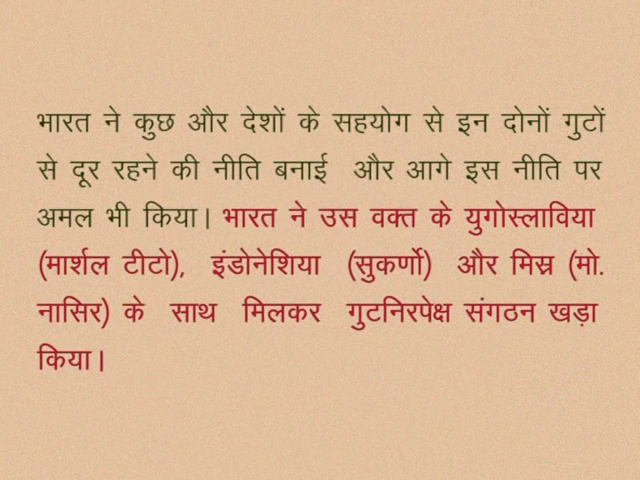 भारत ने कुछ और देशों के सहयोग से इन दोनों गुटों
से दूर रहने की नीति बनाई और आगे इस नीति पर
अमल भी किया। भारत ने उस वक्त के युगोस्लाविया
(मार्शल टीटो), इंडोनेशिया (सुकर्णो) और मिस्र (मो.
नासिर) के साथ मिलकर गुटनिरपेक्ष संगठन खड़ा
किया।